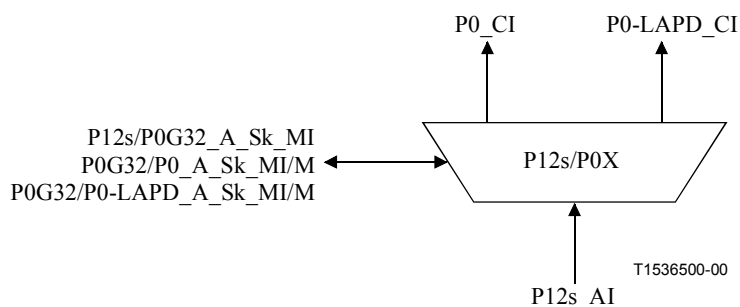 P0_CI
P0-LAPD_CI
P12s/P0G32_A_Sk_MI
P0G32/P0_A_Sk_MI/M
P0G32/P0-LAPD_A_Sk_MI/M
P12s/P0X
T1536500-00
P12s_AI